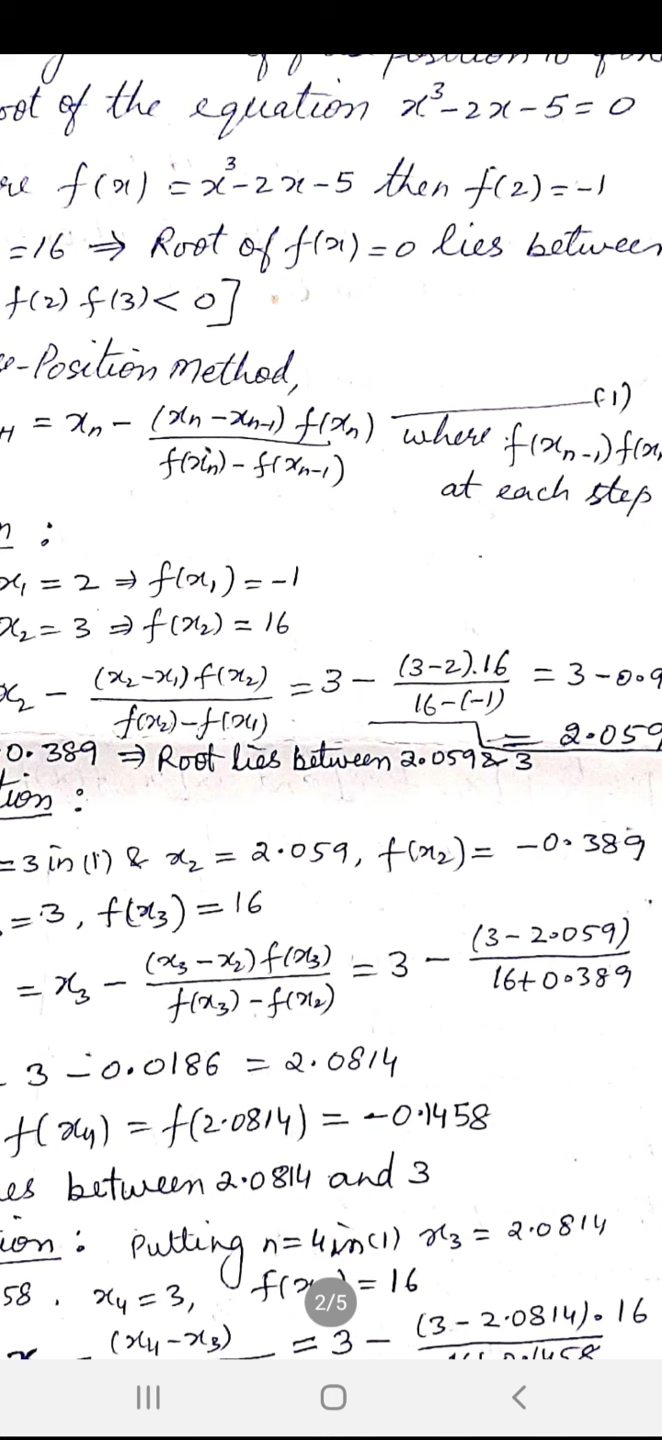 position to
oot of the equation x³-2x-5=0
re f(x) = x³-2x-5 then f(2)=-1
=16 ⇒ Root of f(x)=0 lies between
f(2) f(3)<0]
e-Position method,
= xn - (xn-xn-1) f(xn) / f(xn)-f(xn-1) (1) where f(xn-1)f(xn
at each step
n :
x1 = 2 ⇒ f(x1)=-1
x2 = 3 ⇒ f(x2) = 16
x2 - (x2-x1) f(x2) / f(x2)-f(x1) = 3 - (3-2).16 / 16-(-1) = 3-0.9
= 2.059
0.389 ⇒ Root lies between 2.059 & 3
tion :
=3 in (1) & x2 = 2.059, f(x2) = -0.389
=3, f(x3) = 16
= x3 - (x3-x2) f(x3) / f(x3)-f(x2) = 3 - (3-2.059) / 16+0.389
3 - 0.0186 = 2.0814
f(x4) = f(2.0814) = -0.1458
es between 2.0814 and 3
ion : Putting n=4 in (1) x3 = 2.0814
58 . x4 = 3, f(x ) = 16
2/5
(x4-x3) = 3 - (3-2.0814).16